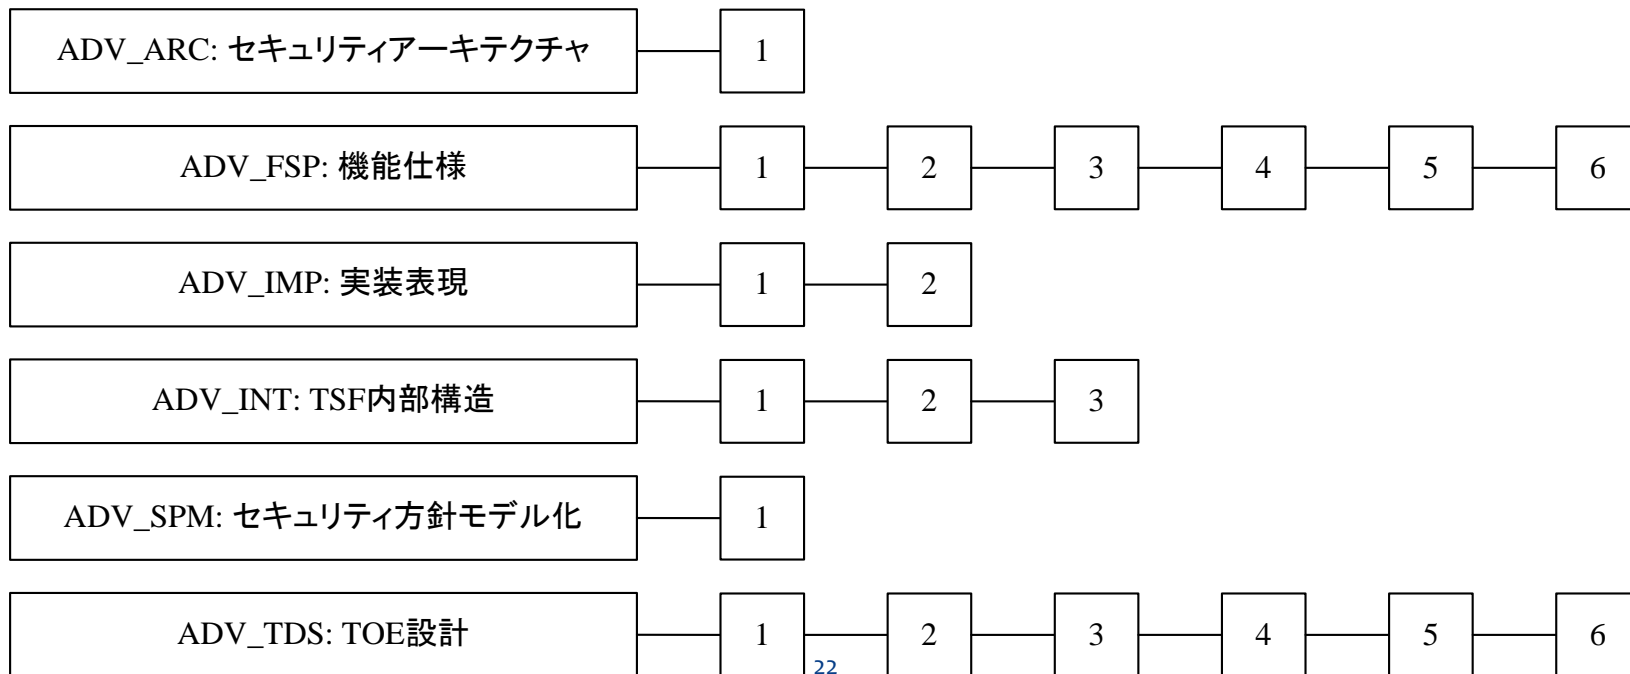 ADV_ARC: セキュリティアーキテクチャ 1
ADV_FSP: 機能仕様 1 2 3 4 5 6
ADV_IMP: 実装表現 1 2
ADV_INT: TSF内部構造 1 2 3
ADV_SPM: セキュリティ方針モデル化 1
ADV_TDS: TOE設計 1 2 3 4 5 6
22